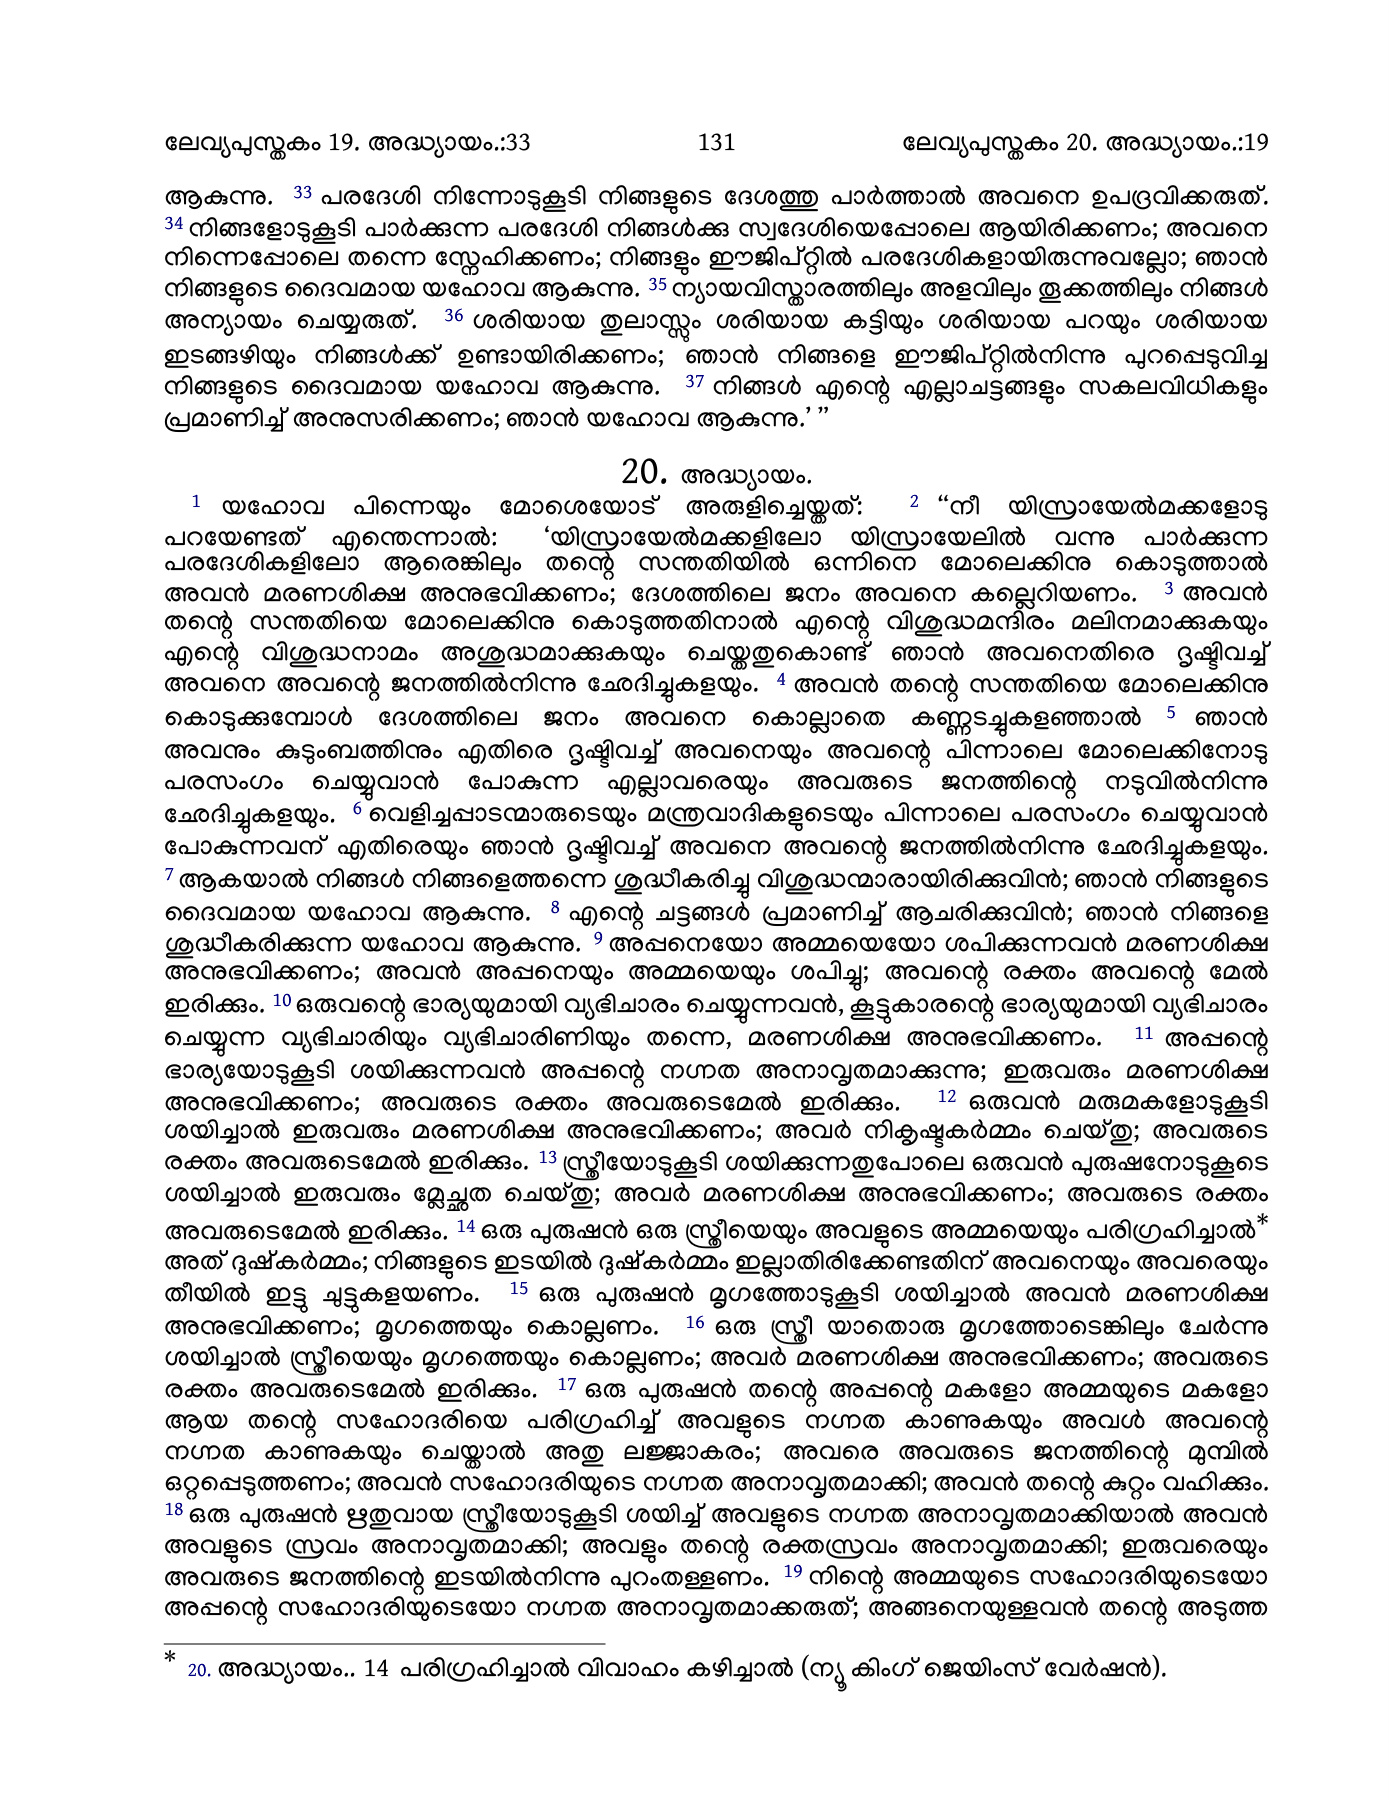 ലേവ്യപുസ്തകം 19. അദ്ധ്യായം.:33 131 ലേവ്യപുസ്തകം 20. അദ്ധ്യായം.:19
ആകുന്നു. 33 പരദേശി നിന്നോടുകൂടി നിങ്ങളുടെ ദേശത്തു പാർത്താൽ അവനെ ഉപദ്രവിക്കരുത്.
34 നിങ്ങളോടുകൂടി പാർക്കുന്ന പരദേശി നിങ്ങൾക്കു സ്വദേശിയെപ്പോലെ ആയിരിക്കണം; അവനെ
നിന്നെപ്പോലെ തന്നെ സ്നേഹിക്കണം; നിങ്ങളും ഈജിപ്റ്റിൽ പരദേശികളായിരുന്നുവല്ലോ; ഞാൻ
നിങ്ങളുടെ ദൈവമായ യഹോവ ആകുന്നു. 35 ന്യായവിസ്താരത്തിലും അളവിലും തൂക്കത്തിലും നിങ്ങൾ
അന്യായം ചെയ്യരുത്. 36 ശരിയായ തുലാസ്സും ശരിയായ കട്ടിയും ശരിയായ പറയും ശരിയായ
ഇടങ്ങഴിയും നിങ്ങൾക്ക് ഉണ്ടായിരിക്കണം; ഞാൻ നിങ്ങളെ ഈജിപ്റ്റിൽനിന്നു പുറപ്പെടുവിച്ച
നിങ്ങളുടെ ദൈവമായ യഹോവ ആകുന്നു. 37 നിങ്ങൾ എന്റെ എല്ലാചട്ടങ്ങളും സകലവിധികളും
പ്രമാണിച്ച് അനുസരിക്കണം; ഞാൻ യഹോവ ആകുന്നു.’ ”
20. അദ്ധ്യായം.
1 യഹോവ പിന്നെയും മോശെയോട് അരുളിച്ചെയ്തത്: 2 “നീ യിസ്രായേൽമക്കളോടു
പറയേണ്ടത് എന്തെന്നാൽ: ‘യിസ്രായേൽമക്കളിലോ യിസ്രായേലിൽ വന്നു പാർക്കുന്ന
പരദേശികളിലോ ആരെങ്കിലും തന്റെ സന്തതിയിൽ ഒന്നിനെ മോലെക്കിനു കൊടുത്താൽ
അവൻ മരണശിക്ഷ അനുഭവിക്കണം; ദേശത്തിലെ ജനം അവനെ കല്ലെറിയണം. 3 അവൻ
തന്റെ സന്തതിയെ മോലെക്കിനു കൊടുത്തതിനാൽ എന്റെ വിശുദ്ധമന്ദിരം മലിനമാക്കുകയും
എന്റെ വിശുദ്ധനാമം അശുദ്ധമാക്കുകയും ചെയ്തതുകൊണ്ട് ഞാൻ അവനെതിരെ ദൃഷ്ടിവച്ച്
അവനെ അവന്റെ ജനത്തിൽനിന്നു ഛേദിച്ചുകളയും. 4 അവൻ തന്റെ സന്തതിയെ മോലെക്കിനു
കൊടുക്കുമ്പോൾ ദേശത്തിലെ ജനം അവനെ കൊല്ലാതെ കണ്ണടച്ചുകളഞ്ഞാൽ 5 ഞാൻ
അവനും കുടുംബത്തിനും എതിരെ ദൃഷ്ടിവച്ച് അവനെയും അവന്റെ പിന്നാലെ മോലെക്കിനോടു
പരസംഗം ചെയ്യുവാൻ പോകുന്ന എല്ലാവരെയും അവരുടെ ജനത്തിന്റെ നടുവിൽനിന്നു
ഛേദിച്ചുകളയും. 6 വെളിച്ചപ്പാടന്മാരുടെയും മന്ത്രവാദികളുടെയും പിന്നാലെ പരസംഗം ചെയ്യുവാൻ
പോകുന്നവന് എതിരെയും ഞാൻ ദൃഷ്ടിവച്ച് അവനെ അവന്റെ ജനത്തിൽനിന്നു ഛേദിച്ചുകളയും.
7 ആകയാൽ നിങ്ങൾ നിങ്ങളെത്തന്നെ ശുദ്ധീകരിച്ചു വിശുദ്ധന്മാരായിരിക്കുവിൻ; ഞാൻ നിങ്ങളുടെ
ദൈവമായ യഹോവ ആകുന്നു. 8 എന്റെ ചട്ടങ്ങൾ പ്രമാണിച്ച് ആചരിക്കുവിൻ; ഞാൻ നിങ്ങളെ
ശുദ്ധീകരിക്കുന്ന യഹോവ ആകുന്നു. 9 അപ്പനെയോ അമ്മയെയോ ശപിക്കുന്നവൻ മരണശിക്ഷ
അനുഭവിക്കണം; അവൻ അപ്പനെയും അമ്മയെയും ശപിച്ചു; അവന്റെ രക്തം അവന്റെ മേൽ
ഇരിക്കും. 10 ഒരുവന്റെ ഭാര്യയുമായി വ്യഭിചാരം ചെയ്യുന്നവൻ, കൂട്ടുകാരന്റെ ഭാര്യയുമായി വ്യഭിചാരം
ചെയ്യുന്ന വ്യഭിചാരിയും വ്യഭിചാരിണിയും തന്നെ, മരണശിക്ഷ അനുഭവിക്കണം. 11 അപ്പന്റെ
ഭാര്യയോടുകൂടി ശയിക്കുന്നവൻ അപ്പന്റെ നഗ്നത അനാവൃതമാക്കുന്നു; ഇരുവരും മരണശിക്ഷ
അനുഭവിക്കണം; അവരുടെ രക്തം അവരുടെമേൽ ഇരിക്കും. 12 ഒരുവൻ മരുമകളോടുകൂടി
ശയിച്ചാൽ ഇരുവരും മരണശിക്ഷ അനുഭവിക്കണം; അവർ നികൃഷ്ടകർമ്മം ചെയ്തു; അവരുടെ
രക്തം അവരുടെമേൽ ഇരിക്കും. 13 സ്ത്രീയോടുകൂടി ശയിക്കുന്നതുപോലെ ഒരുവൻ പുരുഷനോടുകൂടെ
ശയിച്ചാൽ ഇരുവരും മ്ലേച്ഛത ചെയ്തു; അവർ മരണശിക്ഷ അനുഭവിക്കണം; അവരുടെ രക്തം
അവരുടെമേൽ ഇരിക്കും. 14 ഒരു പുരുഷൻ ഒരു സ്ത്രീയെയും അവളുടെ അമ്മയെയും പരിഗ്രഹിച്ചാൽ*
അത് ദുഷ്കർമ്മം; നിങ്ങളുടെ ഇടയിൽ ദുഷ്കർമ്മം ഇല്ലാതിരിക്കേണ്ടതിന് അവനെയും അവരെയും
തീയിൽ ഇട്ടു ചുട്ടുകളയണം. 15 ഒരു പുരുഷൻ മൃഗത്തോടുകൂടി ശയിച്ചാൽ അവൻ മരണശിക്ഷ
അനുഭവിക്കണം; മൃഗത്തെയും കൊല്ലണം. 16 ഒരു സ്ത്രീ യാതൊരു മൃഗത്തോടെങ്കിലും ചേർന്നു
ശയിച്ചാൽ സ്ത്രീയെയും മൃഗത്തെയും കൊല്ലണം; അവർ മരണശിക്ഷ അനുഭവിക്കണം; അവരുടെ
രക്തം അവരുടെമേൽ ഇരിക്കും. 17 ഒരു പുരുഷൻ തന്റെ അപ്പന്റെ മകളോ അമ്മയുടെ മകളോ
ആയ തന്റെ സഹോദരിയെ പരിഗ്രഹിച്ച് അവളുടെ നഗ്നത കാണുകയും അവൾ അവന്റെ
നഗ്നത കാണുകയും ചെയ്താൽ അതു ലജ്ജാകരം; അവരെ അവരുടെ ജനത്തിന്റെ മുമ്പിൽ
ഒറ്റപ്പെടുത്തണം; അവൻ സഹോദരിയുടെ നഗ്നത അനാവൃതമാക്കി; അവൻ തന്റെ കുറ്റം വഹിക്കും.
18 ഒരു പുരുഷൻ ഋതുവായ സ്ത്രീയോടുകൂടി ശയിച്ച് അവളുടെ നഗ്നത അനാവൃതമാക്കിയാൽ അവൻ
അവളുടെ സ്രവം അനാവൃതമാക്കി; അവളും തന്റെ രക്തസ്രവം അനാവൃതമാക്കി; ഇരുവരെയും
അവരുടെ ജനത്തിന്റെ ഇടയിൽനിന്നു പുറംതള്ളണം. 19 നിന്റെ അമ്മയുടെ സഹോദരിയുടെയോ
അപ്പന്റെ സഹോദരിയുടെയോ നഗ്നത അനാവൃതമാക്കരുത്; അങ്ങനെയുള്ളവൻ തന്റെ അടുത്ത
* 20. അദ്ധ്യായം.. 14 പരിഗ്രഹിച്ചാൽ വിവാഹം കഴിച്ചാൽ (ന്യൂ കിംഗ് ജെയിംസ് വേർഷൻ).